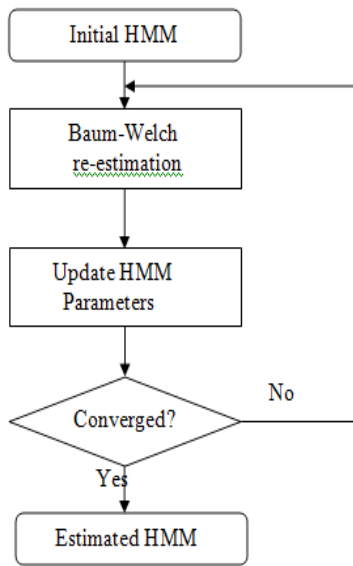 Initial HMM
Baum-Welch
re-estimation
Update HMM
Parameters
Converged?
No
Yes
Estimated HMM